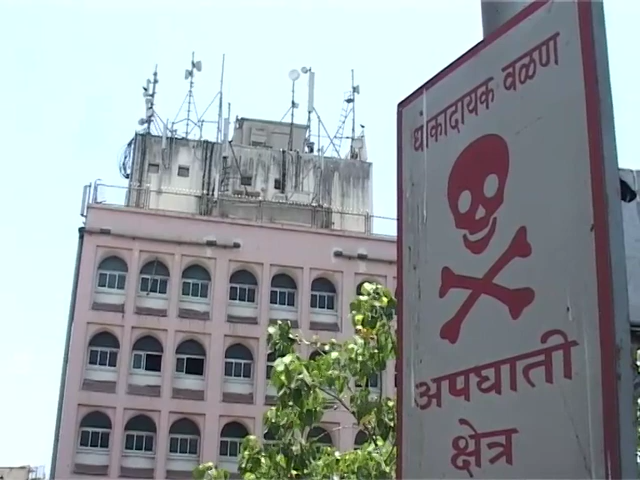 धोकादायक वळण
अपघाती
क्षेत्र